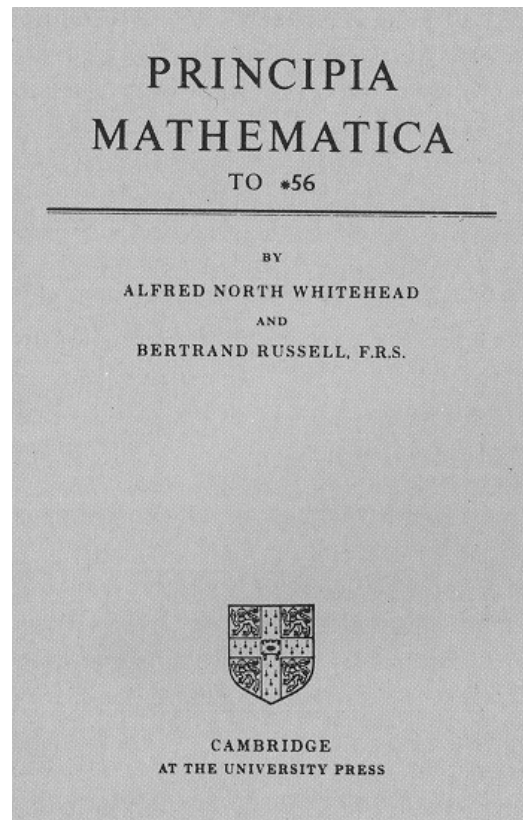 PRINCIPIA
MATHEMATICA
TO *56
BY
ALFRED NORTH WHITEHEAD
AND
BERTRAND RUSSELL, F.R.S.
CAMBRIDGE
AT THE UNIVERSITY PRESS